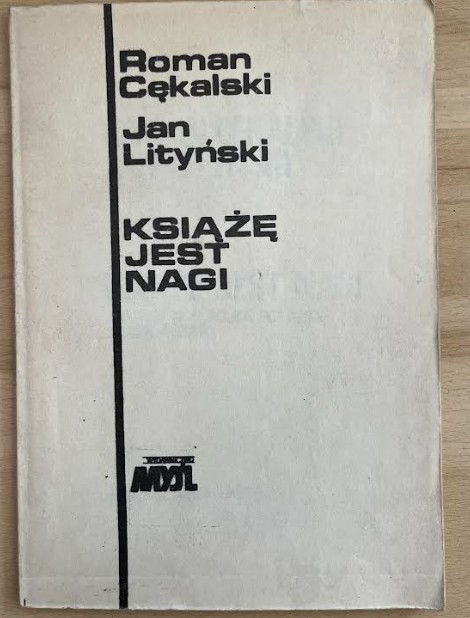 Roman
Cękalski
Jan
Lityński
KSIĄŻĘ
JEST
NAGI
MYŚL